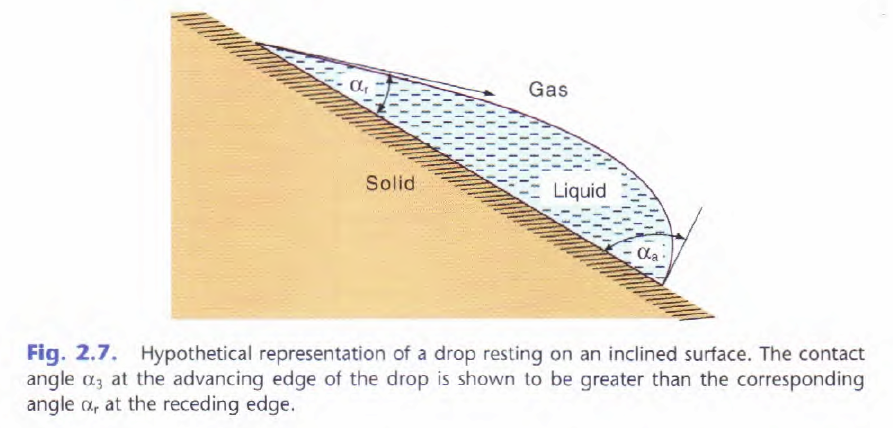 αr
Gas
Solid
Liquid
αa
Fig. 2.7. Hypothetical representation of a drop resting on an inclined surface. The contact
angle α3 at the advancing edge of the drop is shown to be greater than the corresponding
angle αr at the receding edge.